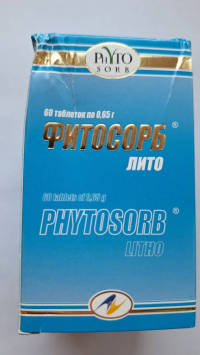 PHYTO
SORB
60 таблеток по 0,65 г
ФИТОСОРБ ®
ЛИТО
60 tablets of 0,65 g
PHYTOSORB ®
LITHO